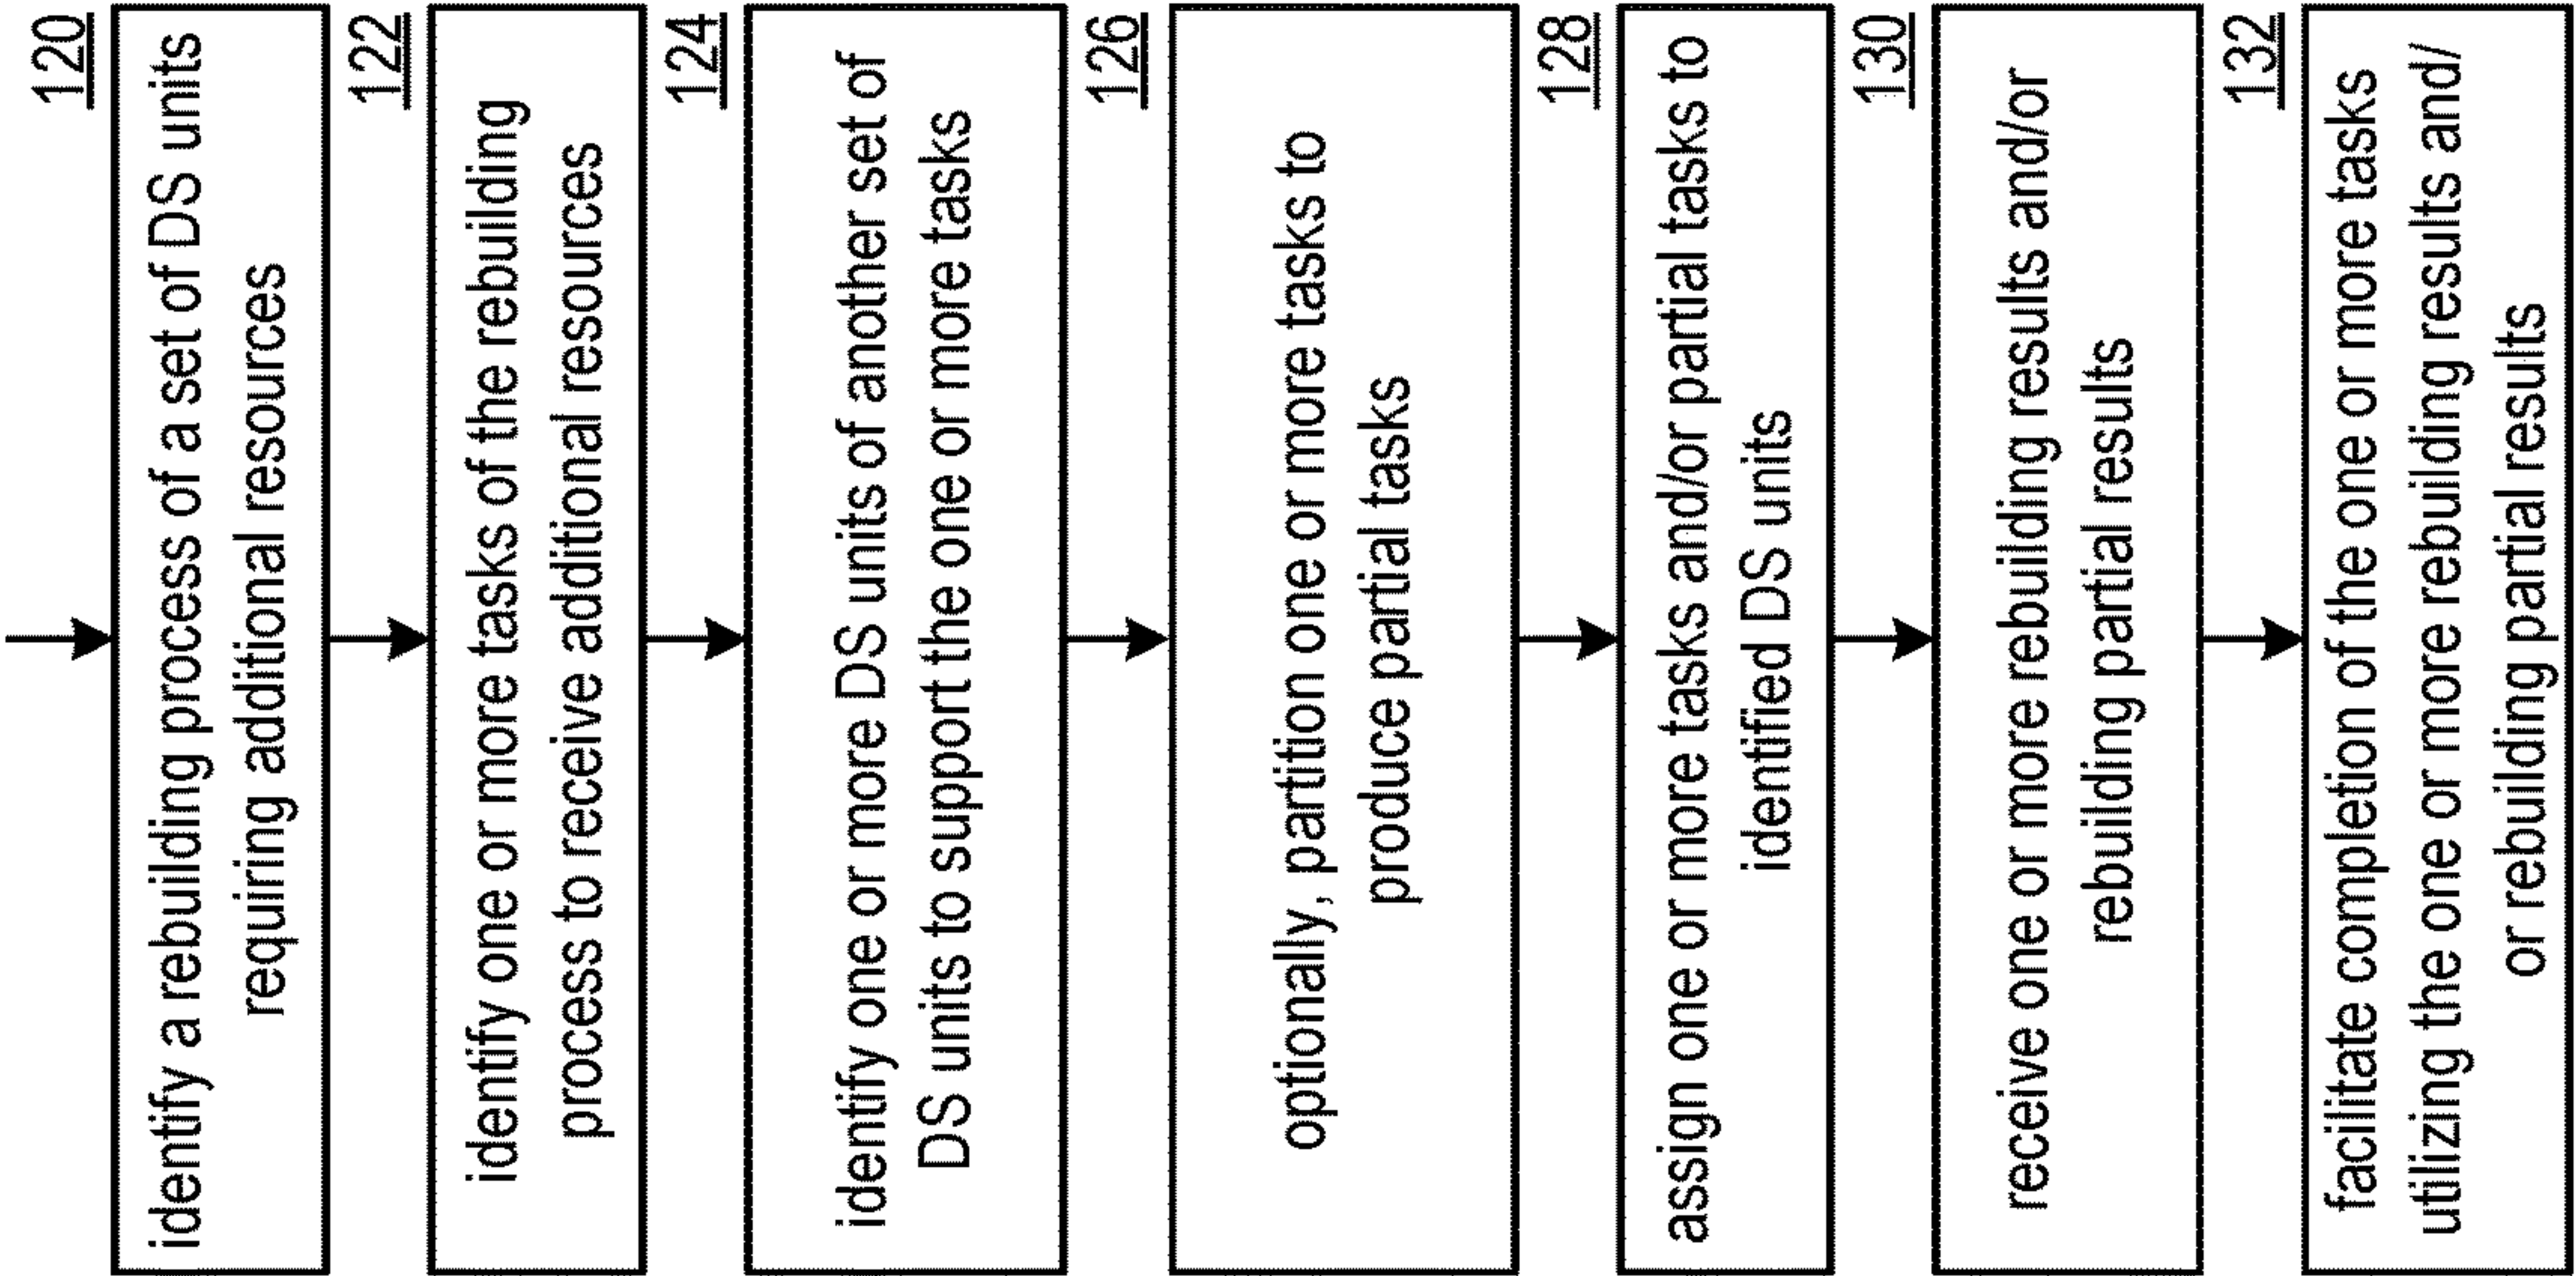 120
identify a rebuilding process of a set of DS units
requiring additional resources
122
identify one or more tasks of the rebuilding
process to receive additional resources
124
identify one or more DS units of another set of
DS units to support the one or more tasks
126
optionally, partition one or more tasks to
produce partial tasks
128
assign one or more tasks and/or partial tasks to
identified DS units
130
receive one or more rebuilding results and/or
rebuilding partial results
132
facilitate completion of the one or more tasks
utilizing the one or more rebuilding results and/
or rebuilding partial results